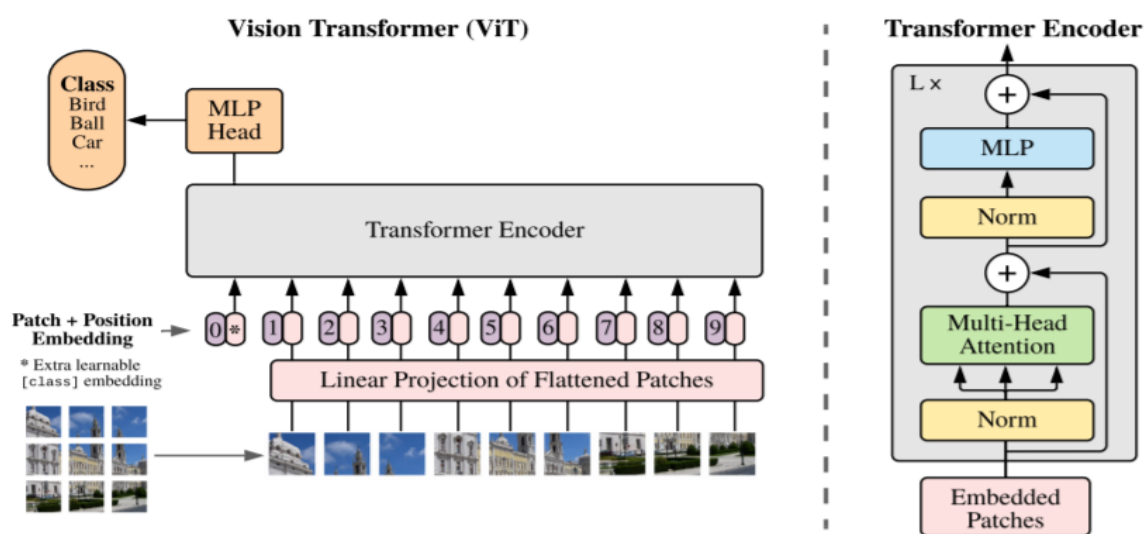 Vision Transformer (ViT)
Class
Bird
Ball
Car
...
MLP
Head
Transformer Encoder
Patch + Position
Embedding
* Extra learnable
[class] embedding
0 * 1 2 3 4 5 6 7 8 9
Linear Projection of Flattened Patches
Transformer Encoder
L ×
+
MLP
Norm
+
Multi-Head
Attention
Norm
Embedded
Patches